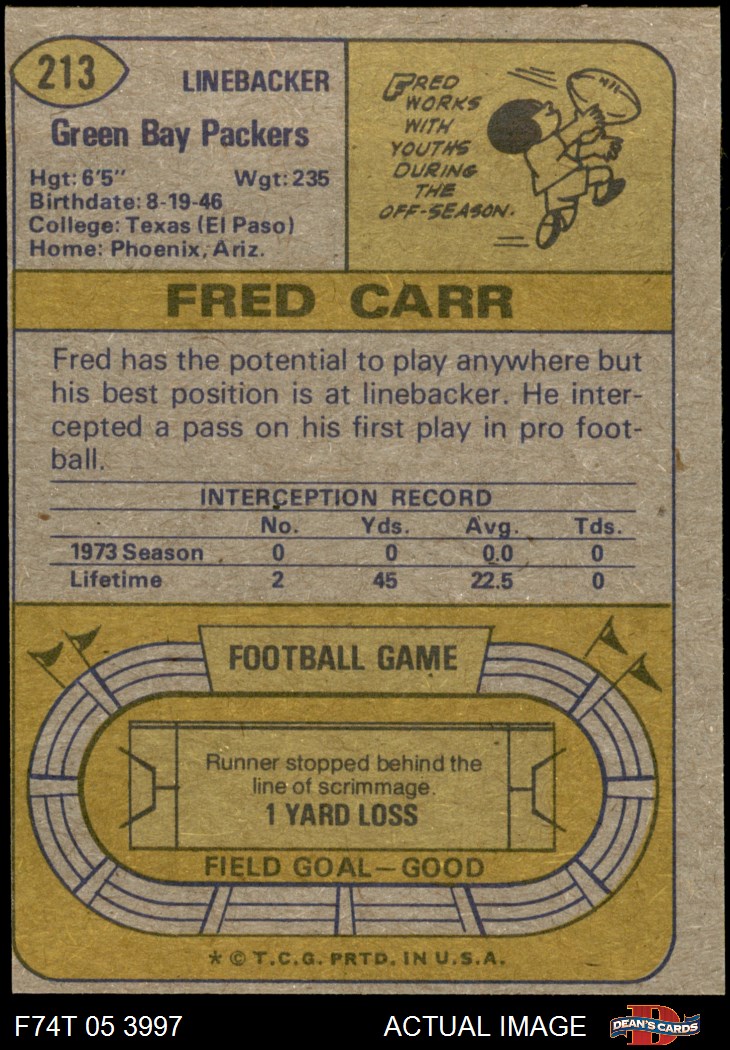 213
LINEBACKER
Green Bay Packers
Hgt: 6'5" Wgt: 235
Birthdate: 8-19-46
College: Texas (El Paso)
Home: Phoenix, Ariz.
FRED
WORKS
WITH
YOUTHS
DURING
THE
OFF-SEASON.
FRED CARR
Fred has the potential to play anywhere but
his best position is at linebacker. He inter-
cepted a pass on his first play in pro foot-
ball.
INTERCEPTION RECORD
No. Yds. Avg. Tds.
1973 Season 0 0 0.0 0
Lifetime 2 45 22.5 0
FOOTBALL GAME
Runner stopped behind the
line of scrimmage.
1 YARD LOSS
FIELD GOAL—GOOD
* © T.C.G. PRTD. IN U.S.A.
F74T 05 3997 ACTUAL IMAGE
D
DEAN'S CARDS